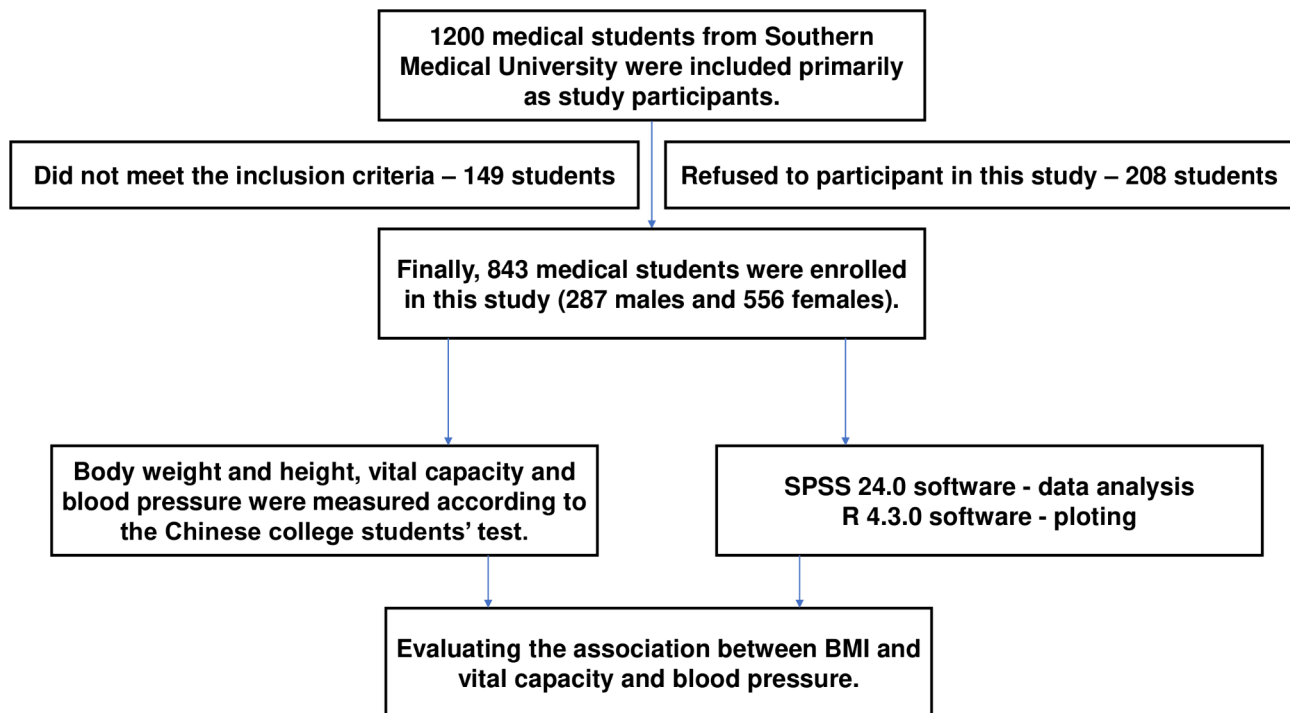 1200 medical students from Southern
Medical University were included primarily
as study participants.
Did not meet the inclusion criteria – 149 students
Refused to participant in this study – 208 students
Finally, 843 medical students were enrolled
in this study (287 males and 556 females).
Body weight and height, vital capacity and
blood pressure were measured according to
the Chinese college students’ test.
SPSS 24.0 software - data analysis
R 4.3.0 software - ploting
Evaluating the association between BMI and
vital capacity and blood pressure.